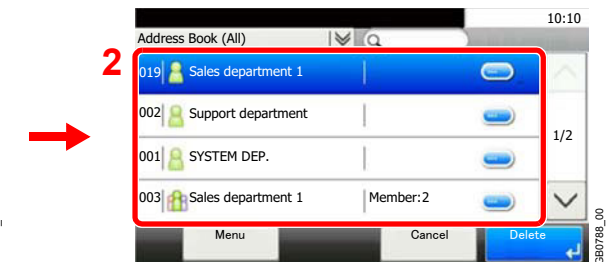 10:10
Address Book (All)
2
019 Sales department 1
002 Support department
1/2
001 SYSTEM DEP.
003 Sales department 1 Member:2
Menu Cancel Delete
GB0788_00